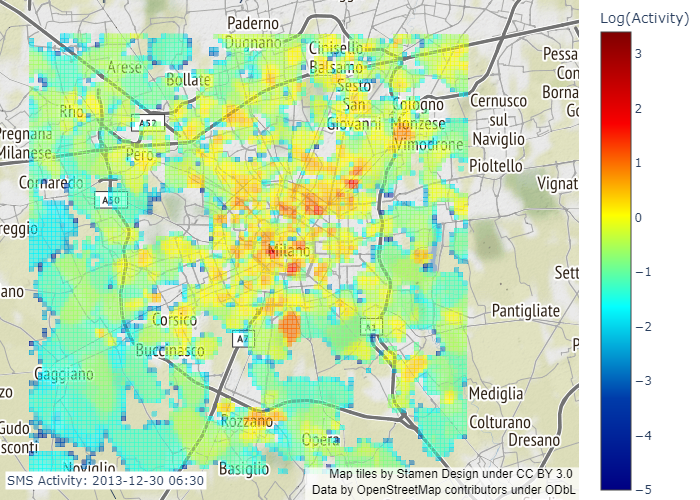 Log(Activity)
Paderno
Dugnano
Cinisello
Balsamo
Arese
Bollate
Sesto
San
Giovanni
Rho
Cologno
Monzese
Cernusco
sul
Naviglio
A52
Pregnana
Milanese
Pero
Vimodrone
Pioltello
Cornaredo
A50
Vignat
reggio
Milano
Sett
ano
Pantigliate
Corsico
A1
A7
Buccinasco
Gaggiano
Mediglia
Rozzano
Colturano
Dresano
Opera
Gudo
sconti
Noviglio
Basiglio
Pessa
Con
Borna
Go
zo
P
3
2
1
0
−1
−2
−3
−4
−5
SMS Activity: 2013-12-30 06:30
Map tiles by Stamen Design under CC BY 3.0
Data by OpenStreetMap contributors under ODbL